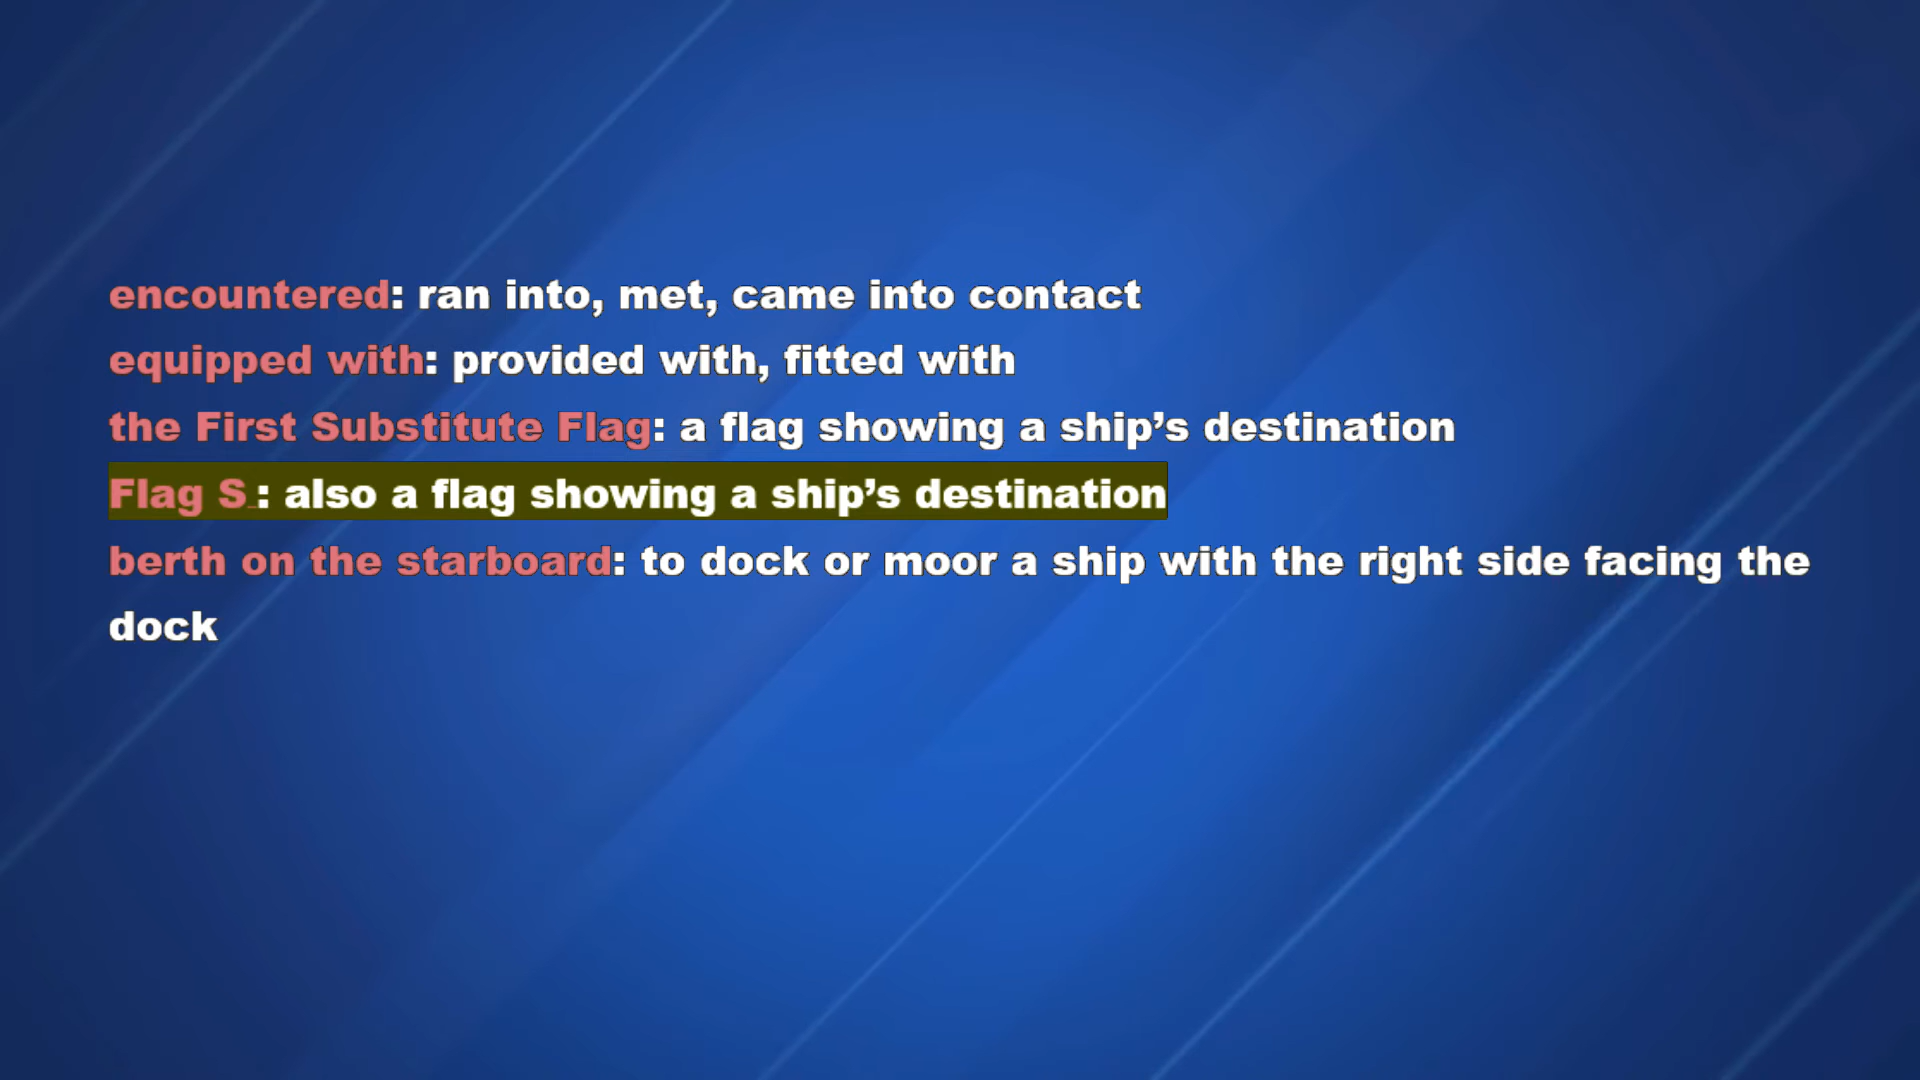 encountered: ran into, met, came into contact
equipped with: provided with, fitted with
the First Substitute Flag: a flag showing a ship’s destination
Flag S : also a flag showing a ship’s destination
berth on the starboard: to dock or moor a ship with the right side facing the
dock